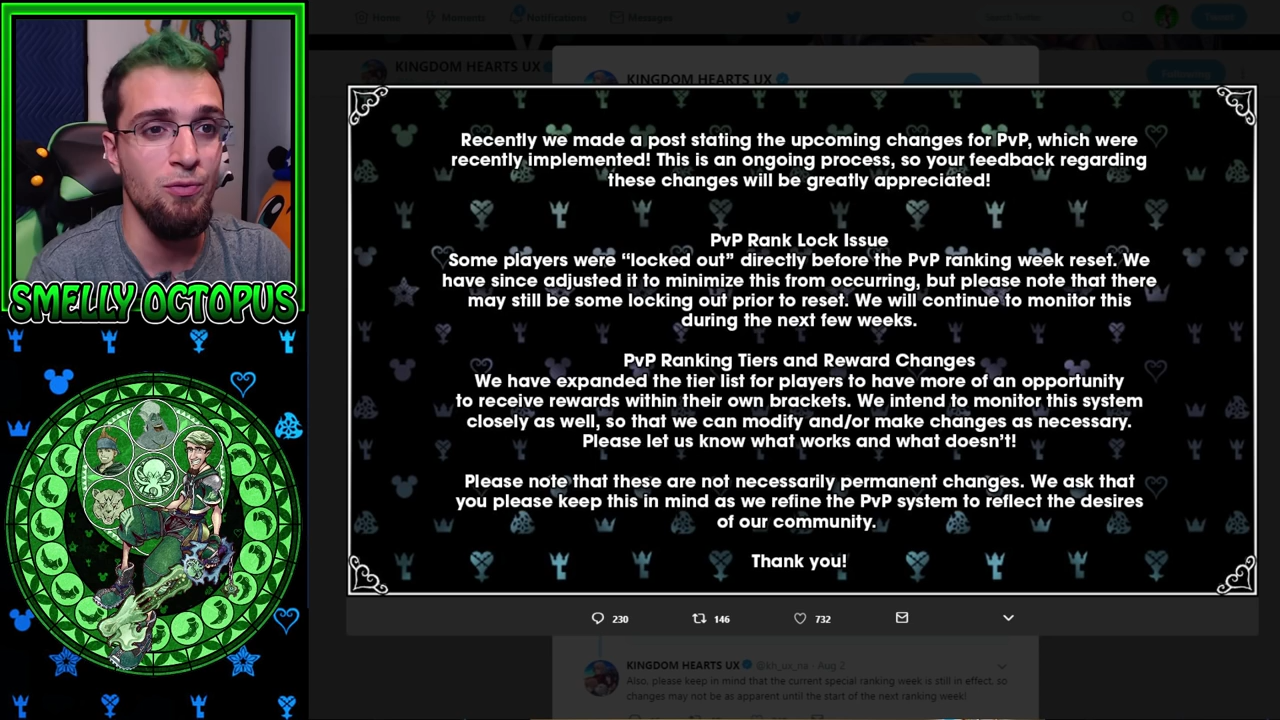 Home
Moments
Notifications
Messages
KINGDOM HEARTS UX
KINGDOM HEARTS UX
Following
Recently we made a post stating the upcoming changes for PvP, which were
recently implemented! This is an ongoing process, so your feedback regarding
these changes will be greatly appreciated!
PvP Rank Lock Issue
Some players were “locked out” directly before the PvP ranking week reset. We
have since adjusted it to minimize this from occurring, but please note that there
may still be some locking out prior to reset. We will continue to monitor this
during the next few weeks.
PvP Ranking Tiers and Reward Changes
We have expanded the tier list for players to have more of an opportunity
to receive rewards within their own brackets. We intend to monitor this system
closely as well, so that we can modify and/or make changes as necessary.
Please let us know what works and what doesn’t!
Please note that these are not necessarily permanent changes. We ask that
you please keep this in mind as we refine the PvP system to reflect the desires
of our community.
Thank you!
SMELLY OCTOPUS
230 146 732
KINGDOM HEARTS UX @kh_ux_na · Aug 2
Also, please keep in mind that the current special ranking week is still in effect, so
changes may not be as apparent until the start of the next ranking week!